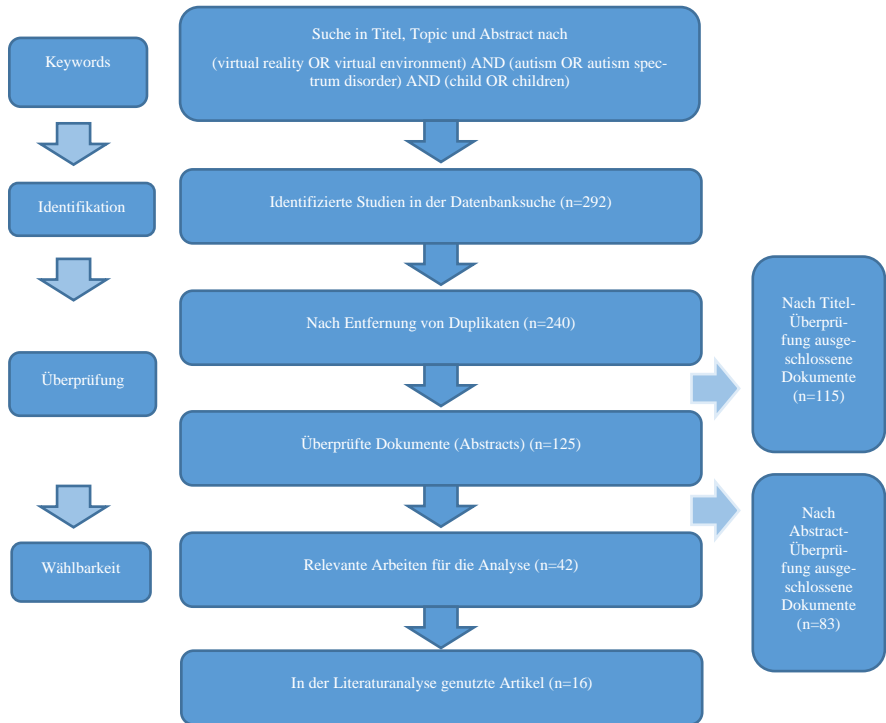 Keywords
Suche in Titel, Topic und Abstract nach
(virtual reality OR virtual environment) AND (autism OR autism spec-
trum disorder) AND (child OR children)
Identifikation
Identifizierte Studien in der Datenbanksuche (n=292)
Nach Entfernung von Duplikaten (n=240)
Nach Titel-
Überprü-
fung ausge-
schlossene
Dokumente
(n=115)
Überprüfung
Überprüfte Dokumente (Abstracts) (n=125)
Nach
Abstract-
Überprü-
fung ausge-
schlossene
Dokumente
(n=83)
Wählbarkeit
Relevante Arbeiten für die Analyse (n=42)
In der Literaturanalyse genutzte Artikel (n=16)